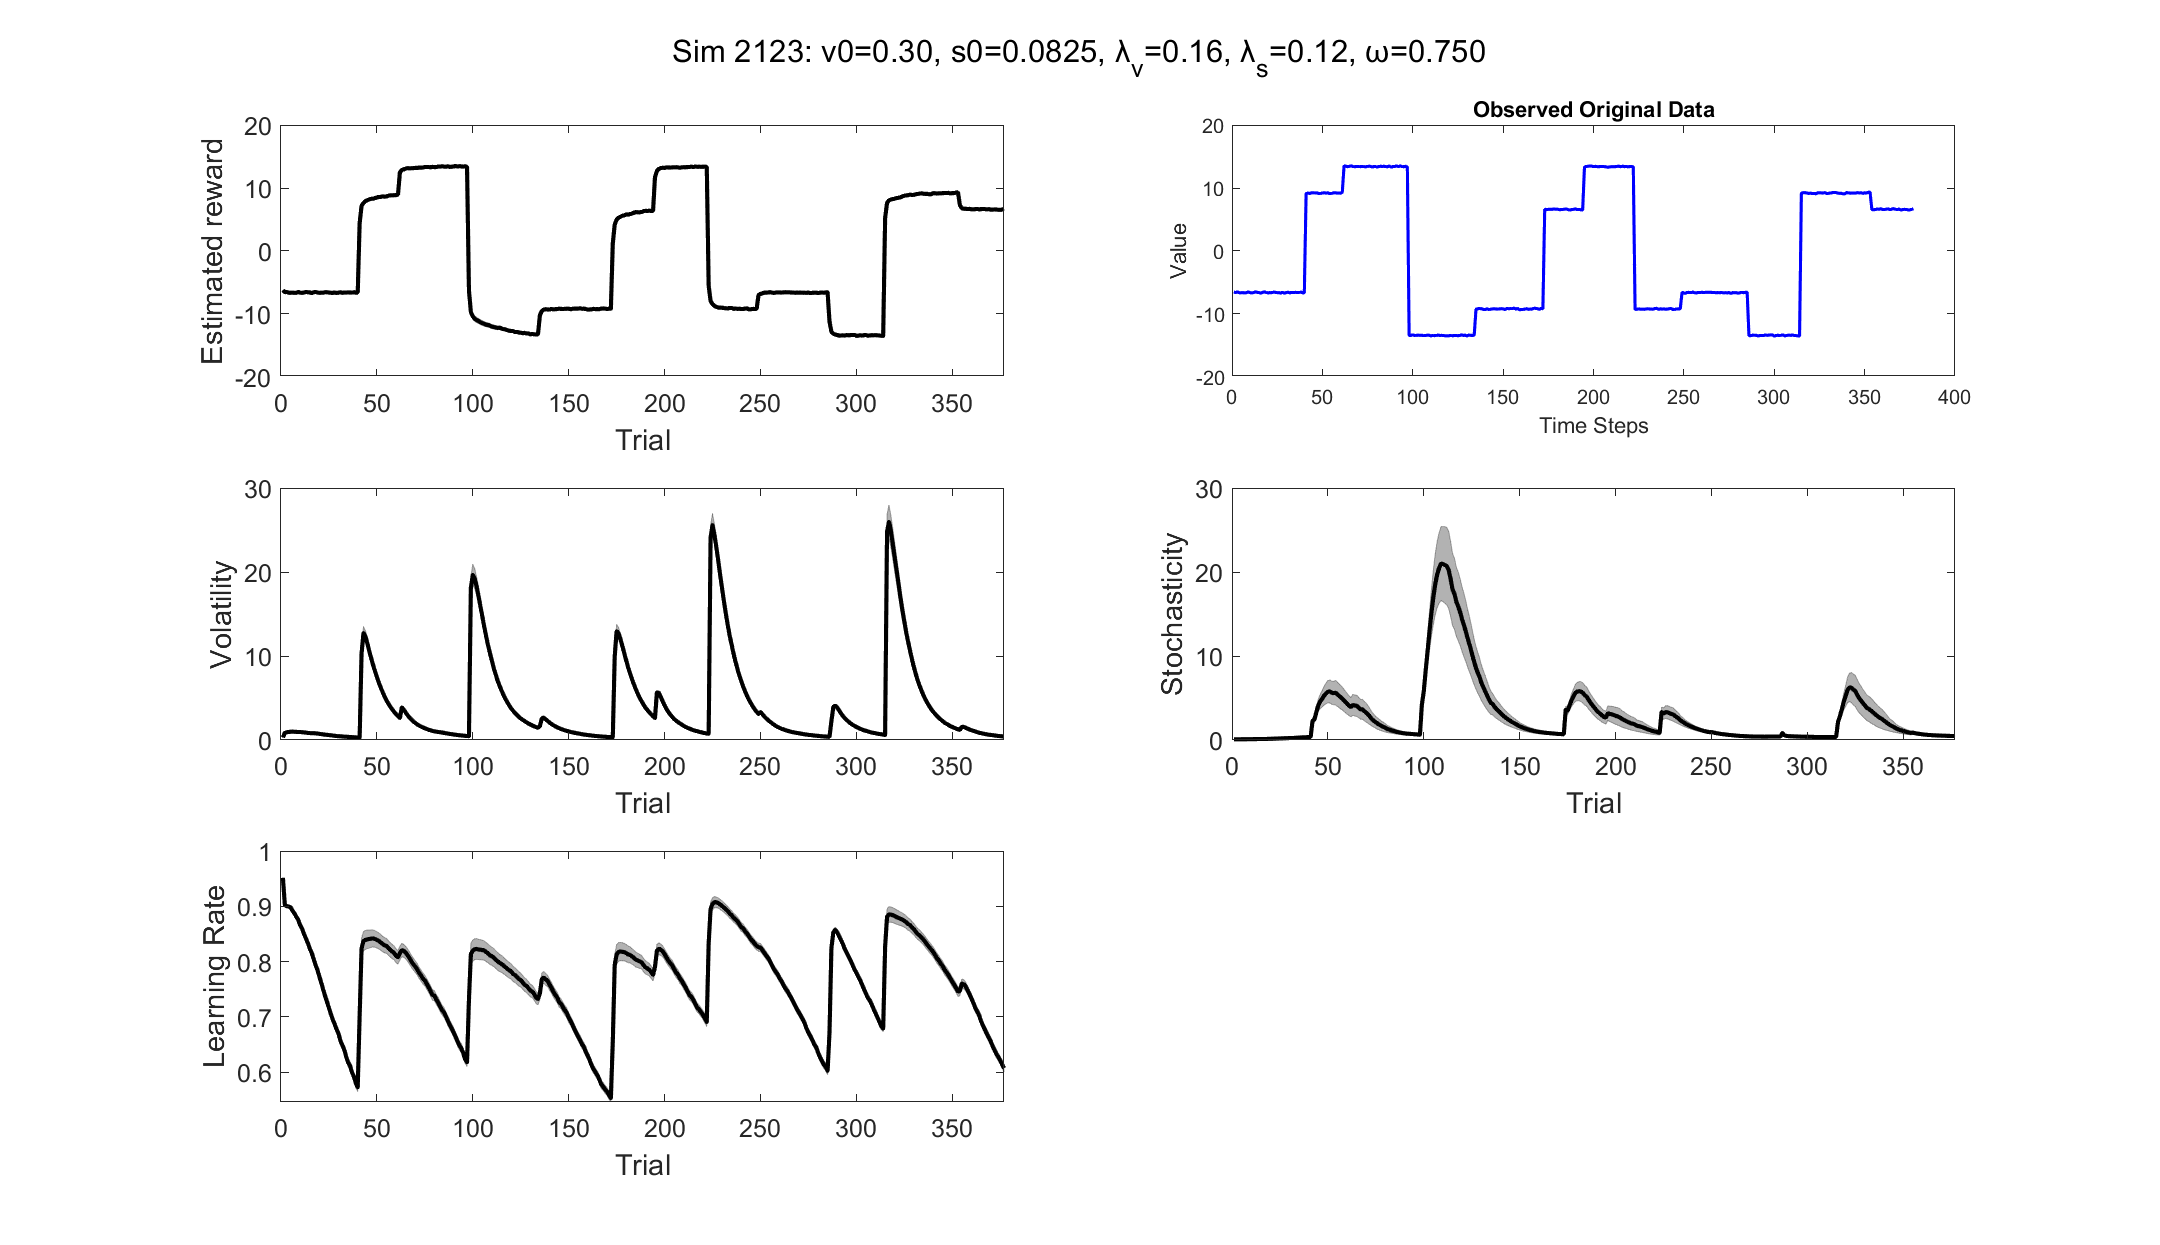 Sim 2123: v0=0.30, s0=0.0825, λ_v=0.16, λ_s=0.12, ω=0.750
Estimated reward
20
10
0
-10
-20
0 50 100 150 200 250 300 350
Trial
Observed Original Data
Value
20
10
0
-10
-20
0 50 100 150 200 250 300 350 400
Time Steps
Volatility
30
20
10
0
0 50 100 150 200 250 300 350
Trial
Stochasticity
30
20
10
0
0 50 100 150 200 250 300 350
Trial
Learning Rate
1
0.9
0.8
0.7
0.6
0 50 100 150 200 250 300 350
Trial